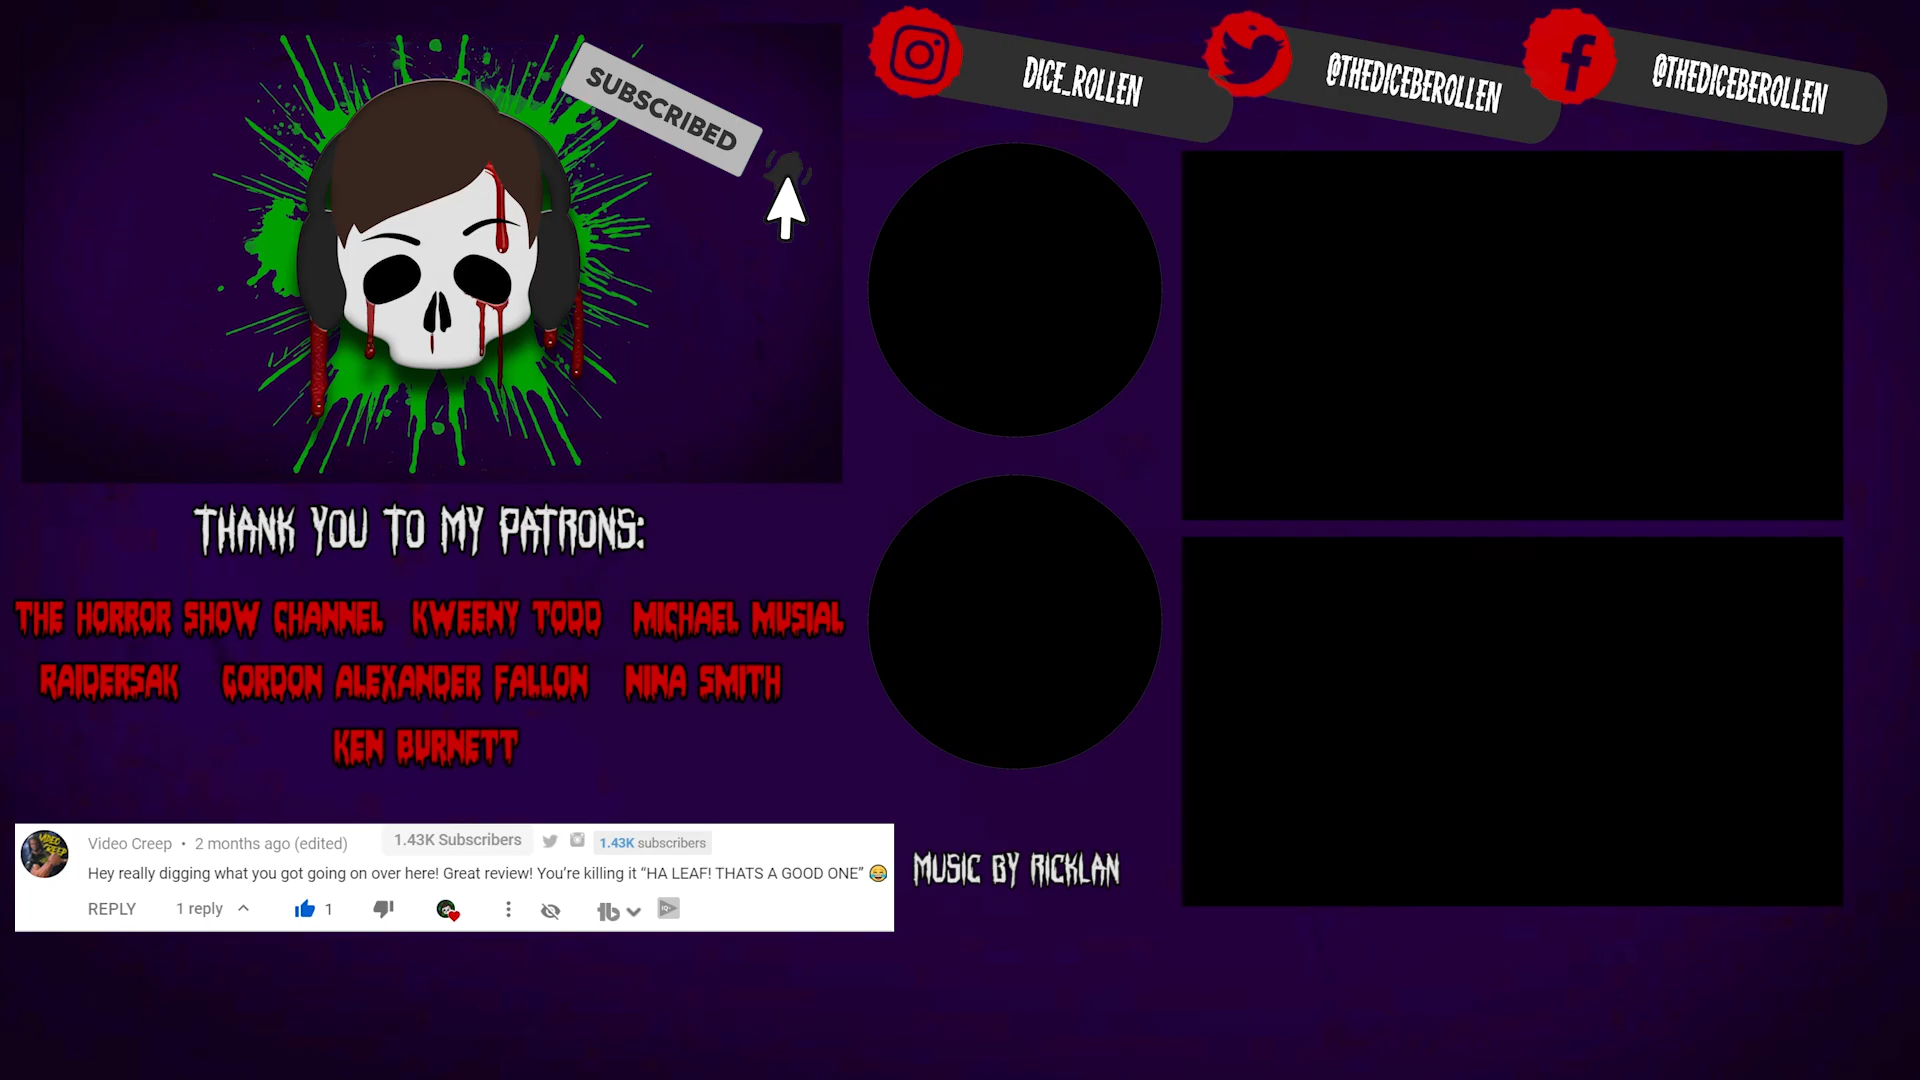 SUBSCRIBED
DICE_ROLLEN
@THEDICEBEROLLEN
@THEDICEBEROLLEN
THANK YOU TO MY PATRONS:
THE HORROR SHOW CHANNEL KWEENY TODD MICHAEL MUSIAL
RAIDERSAK GORDON ALEXANDER FALLON NINA SMITH
KEN BURNETT
Video Creep • 2 months ago (edited) 1.43K Subscribers 1.43K subscribers
Hey really digging what you got going on over here! Great review! You’re killing it “HA LEAF! THATS A GOOD ONE” 😂
REPLY 1 reply 1
MUSIC BY RICKLAN